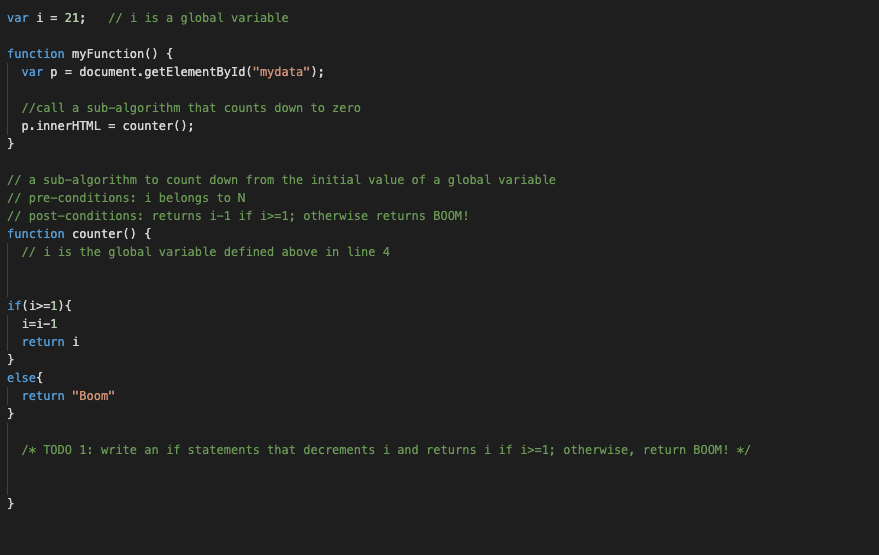 var i = 21;   // i is a global variable
function myFunction() {
var p = document.getElementById("mydata");
//call a sub-algorithm that counts down to zero
p.innerHTML = counter();
}
// a sub-algorithm to count down from the initial value of a global variable
// pre-conditions: i belongs to N
// post-conditions: returns i-1 if i>=1; otherwise returns BOOM!
function counter() {
// i is the global variable defined above in line 4
if(i>=1){
i=i-1
return i
}
else{
return "Boom"
}
/* TODO 1: write an if statements that decrements i and returns i if i>=1; otherwise, return BOOM! */
}